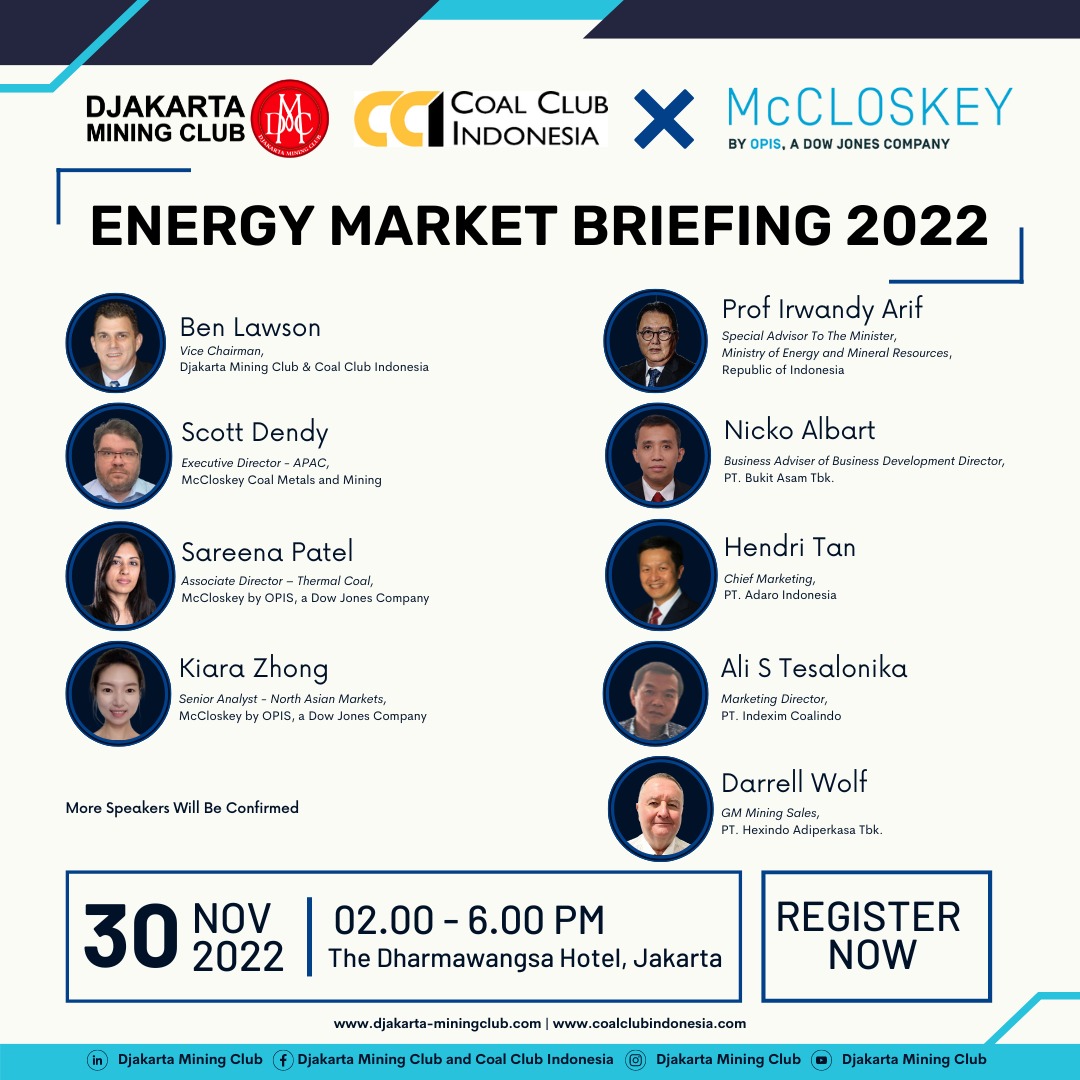 DJAKARTA
MINING CLUB
DMC
DJAKARTA MINING CLUB
CCI
COAL CLUB
INDONESIA
McCLOSKEY
BY OPIS, A DOW JONES COMPANY
ENERGY MARKET BRIEFING 2022
Ben Lawson
Vice Chairman,
Djakarta Mining Club & Coal Club Indonesia
Scott Dendy
Executive Director - APAC,
McCloskey Coal Metals and Mining
Sareena Patel
Associate Director – Thermal Coal,
McCloskey by OPIS, a Dow Jones Company
Kiara Zhong
Senior Analyst - North Asian Markets,
McCloskey by OPIS, a Dow Jones Company
More Speakers Will Be Confirmed
Prof Irwandy Arif
Special Advisor To The Minister,
Ministry of Energy and Mineral Resources,
Republic of Indonesia
Nicko Albart
Business Adviser of Business Development Director,
PT. Bukit Asam Tbk.
Hendri Tan
Chief Marketing,
PT. Adaro Indonesia
Ali S Tesalonika
Marketing Director,
PT. Indexim Coalindo
Darrell Wolf
GM Mining Sales,
PT. Hexindo Adiperkasa Tbk.
30 NOV
2022
02.00 - 6.00 PM
The Dharmawangsa Hotel, Jakarta
REGISTER
NOW
www.djakarta-miningclub.com | www.coalclubindonesia.com
Djakarta Mining Club Djakarta Mining Club and Coal Club Indonesia Djakarta Mining Club Djakarta Mining Club